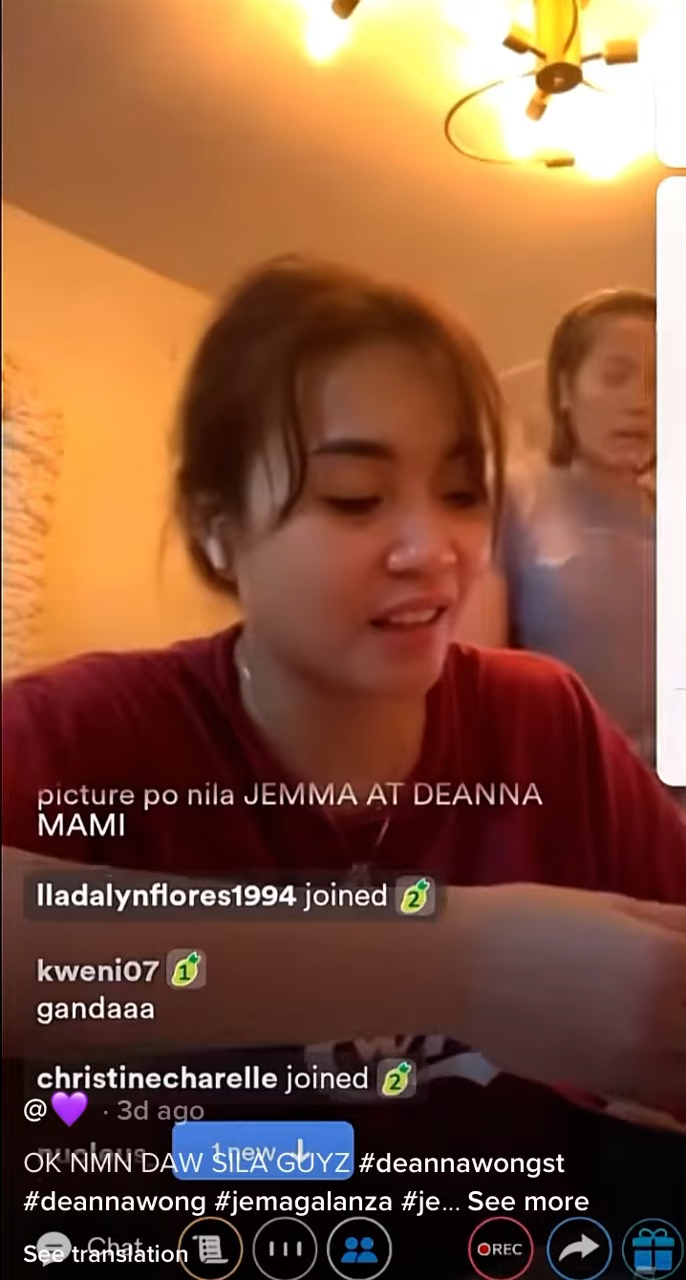 picture po nila JEMMA AT DEANNA
MAMI
lladalynflores1994 joined 2
kweni07 1
gandaaa
christinecharelle joined 2
@💜 · 3d ago
1 new ↓
OK NMN DAW SILA GUYZ #deannawongst
#deannawong #jemagalanza #je... See more
Chat
REC
See translation